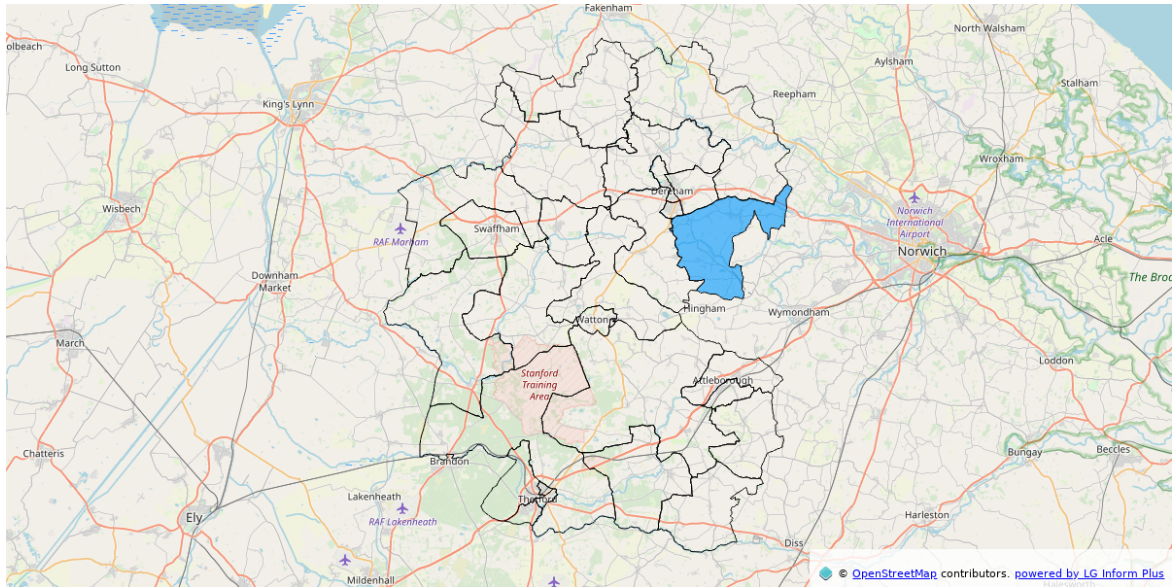 Fakenham
North Walsham
olbeach
Long Sutton
Aylsham
Stalham
King's Lynn
Reepham
Wroxham
Wisbech
Dereham
Norwich
International
Airport
RAF Marham
Swaffham
Norwich
Acle
Downham
Market
The Broa
Hingham
Wymondham
Watton
March
Loddon
Stanford
Training
Area
Attleborough
Chatteris
Brandon
Bungay
Beccles
Lakenheath
Thetford
RAF Lakenheath
Ely
Harleston
Diss
Mildenhall
© OpenStreetMap contributors. powered by LG Inform Plus